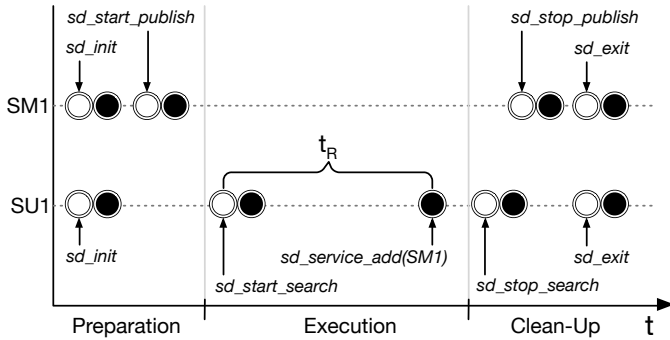 sd_start_publish
sd_stop_publish
sd_init
sd_exit
SM1
t_R
SU1
sd_init
sd_service_add(SM1)
sd_exit
sd_start_search
sd_stop_search
Preparation
Execution
Clean-Up
t